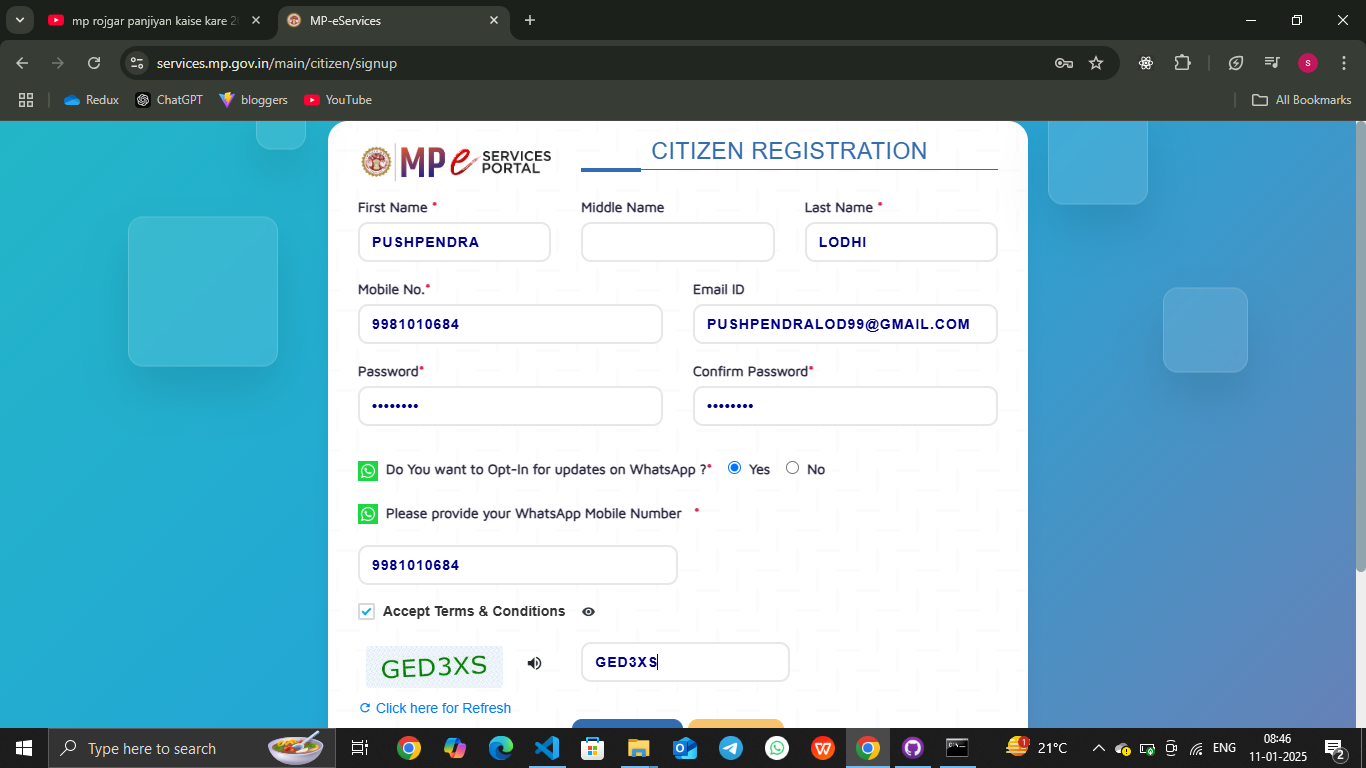 mp rojgar panjiyan kaise kare 20
MP-eServices
services.mp.gov.in/main/citizen/signup
s
Redux
ChatGPT
bloggers
YouTube
All Bookmarks
MP e SERVICES PORTAL
CITIZEN REGISTRATION
First Name *
Middle Name
Last Name *
PUSHPENDRA
LODHI
Mobile No.*
Email ID
9981010684
PUSHPENDRALOD99@GMAIL.COM
Password*
Confirm Password*
••••••••
••••••••
Do You want to Opt-In for updates on WhatsApp ?* Yes No
Please provide your WhatsApp Mobile Number *
9981010684
Accept Terms & Conditions
GED3XS
GED3XS
Click here for Refresh
Type here to search
1
21°C
ENG
08:46
11-01-2025
2